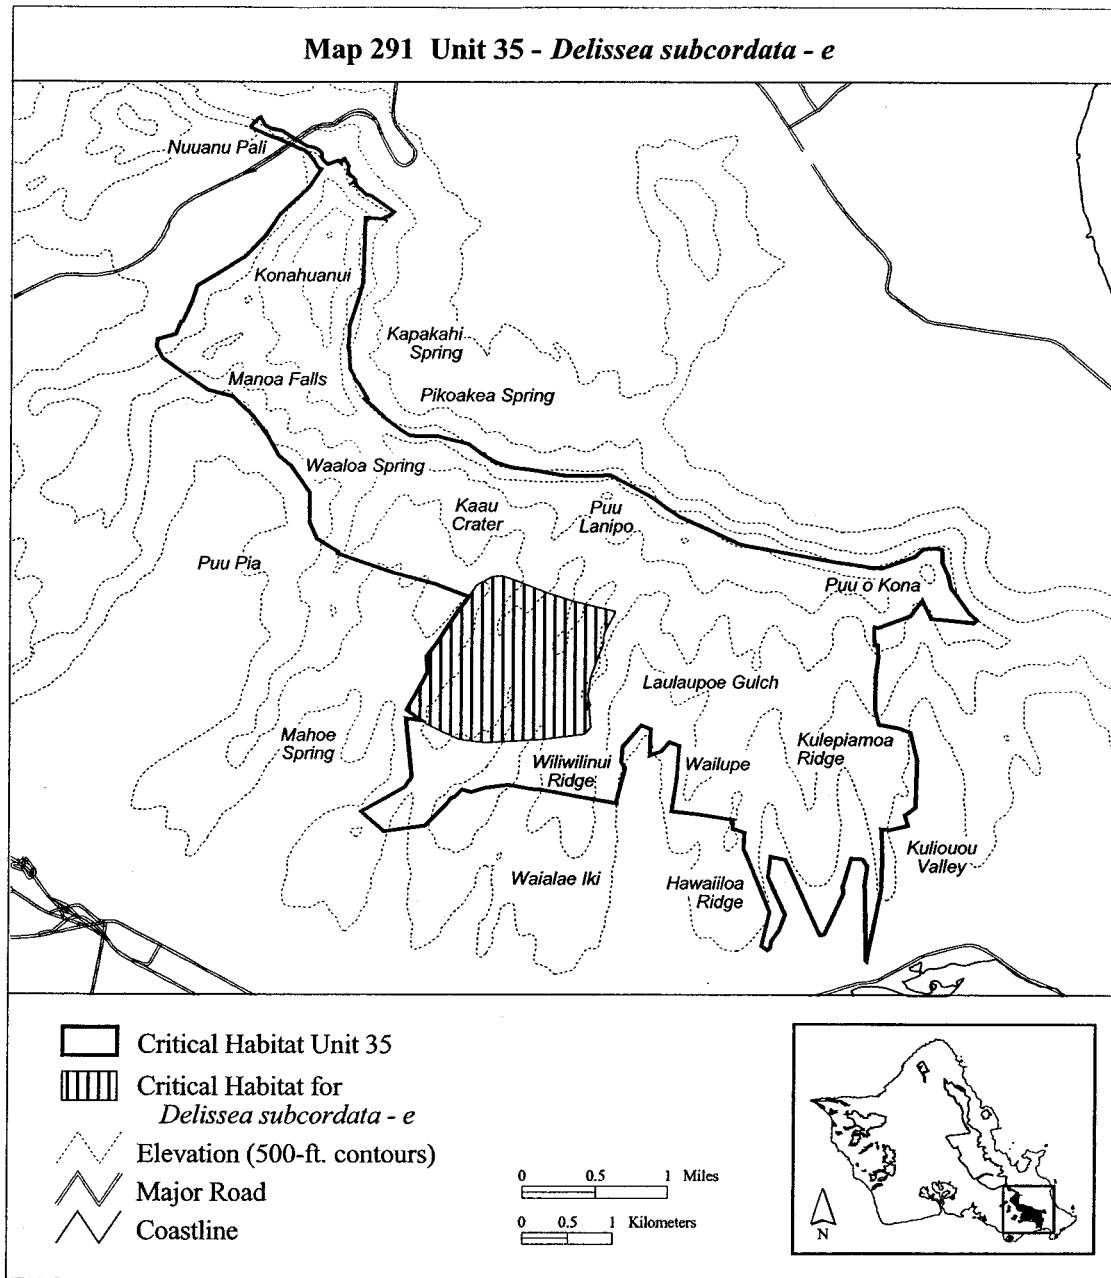 Map 291 Unit 35 - Delissea subcordata - e
Nuuanu Pali
Konahuanui
Kapakahi
Spring
Manoa Falls
Pikoakea Spring
Waaloa Spring
Kaau
Crater
Puu
Lanipo
Puu Pia
Puu o Kona
Laulaupoe Gulch
Mahoe
Spring
Wiliwilinui
Ridge
Wailupe
Kulepiamoa
Ridge
Waialae Iki
Hawaiiloa
Ridge
Kuliouou
Valley
Critical Habitat Unit 35
Critical Habitat for
Delissea subcordata - e
Elevation (500-ft. contours)
Major Road
Coastline
0 0.5 1 Miles
0 0.5 1 Kilometers
N